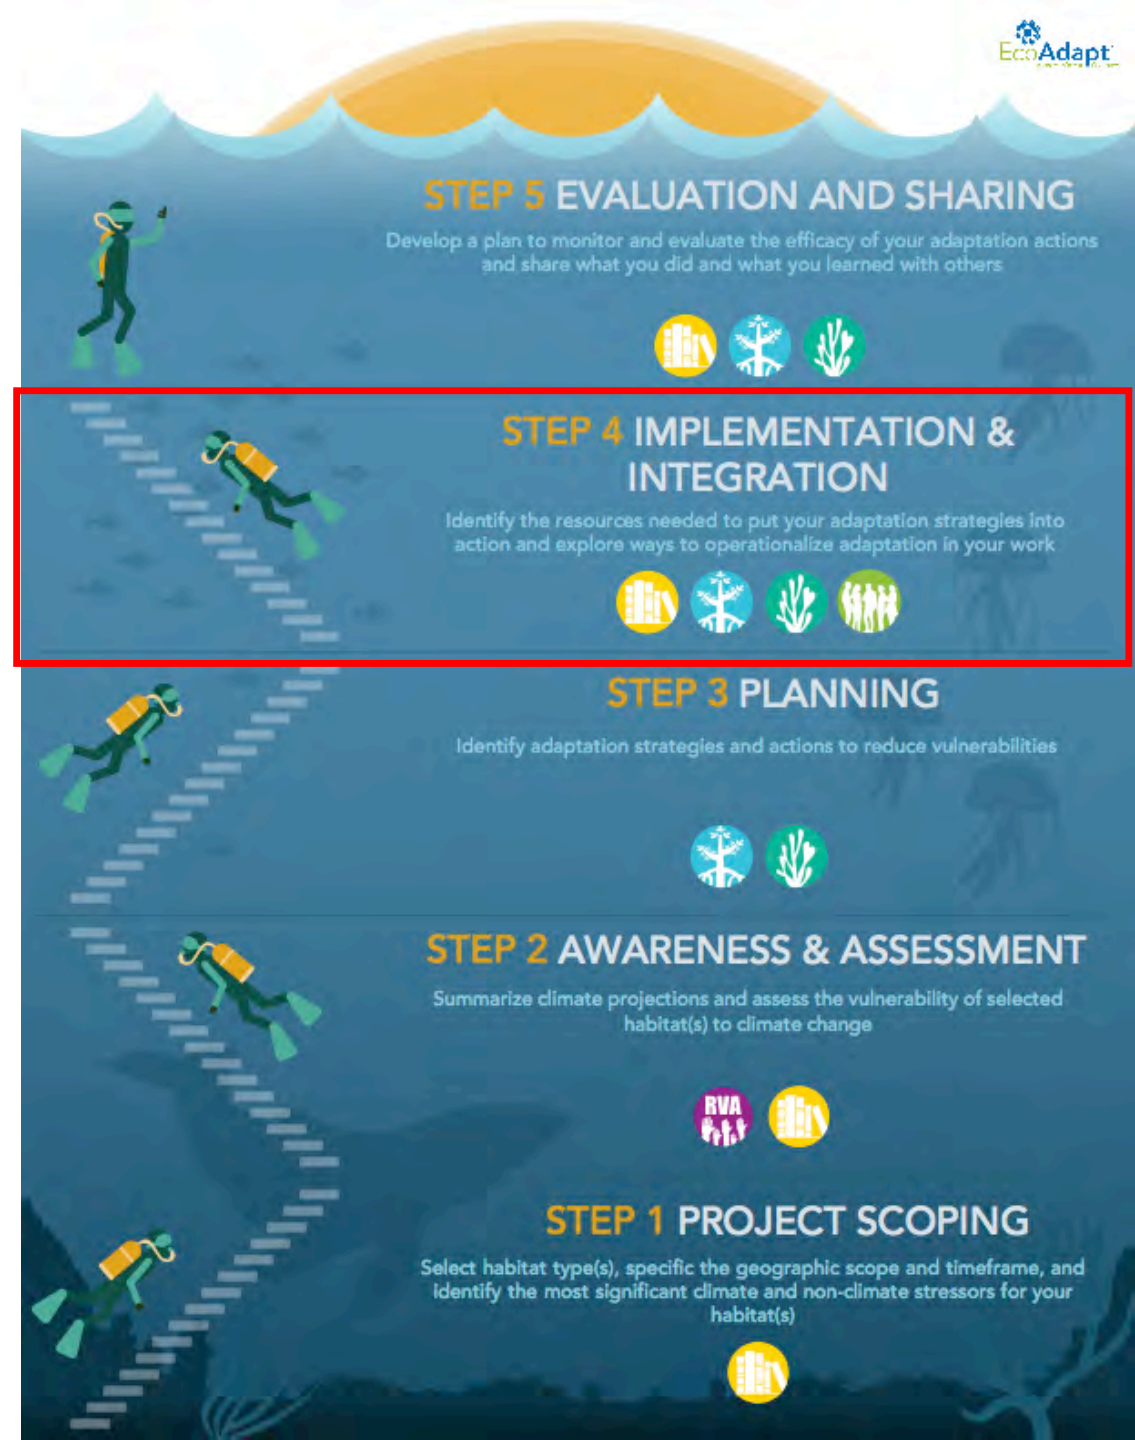 EcoAdapt
STEP 5 EVALUATION AND SHARING
Develop a plan to monitor and evaluate the efficacy of your adaptation actions
and share what you did and what you learned with others
STEP 4 IMPLEMENTATION &
INTEGRATION
Identify the resources needed to put your adaptation strategies into
action and explore ways to operationalize adaptation in your work
STEP 3 PLANNING
Identify adaptation strategies and actions to reduce vulnerabilities
STEP 2 AWARENESS & ASSESSMENT
Summarize climate projections and assess the vulnerability of selected
habitat(s) to climate change
RVA
STEP 1 PROJECT SCOPING
Select habitat type(s), specific the geographic scope and timeframe, and
identify the most significant climate and non-climate stressors for your
habitat(s)